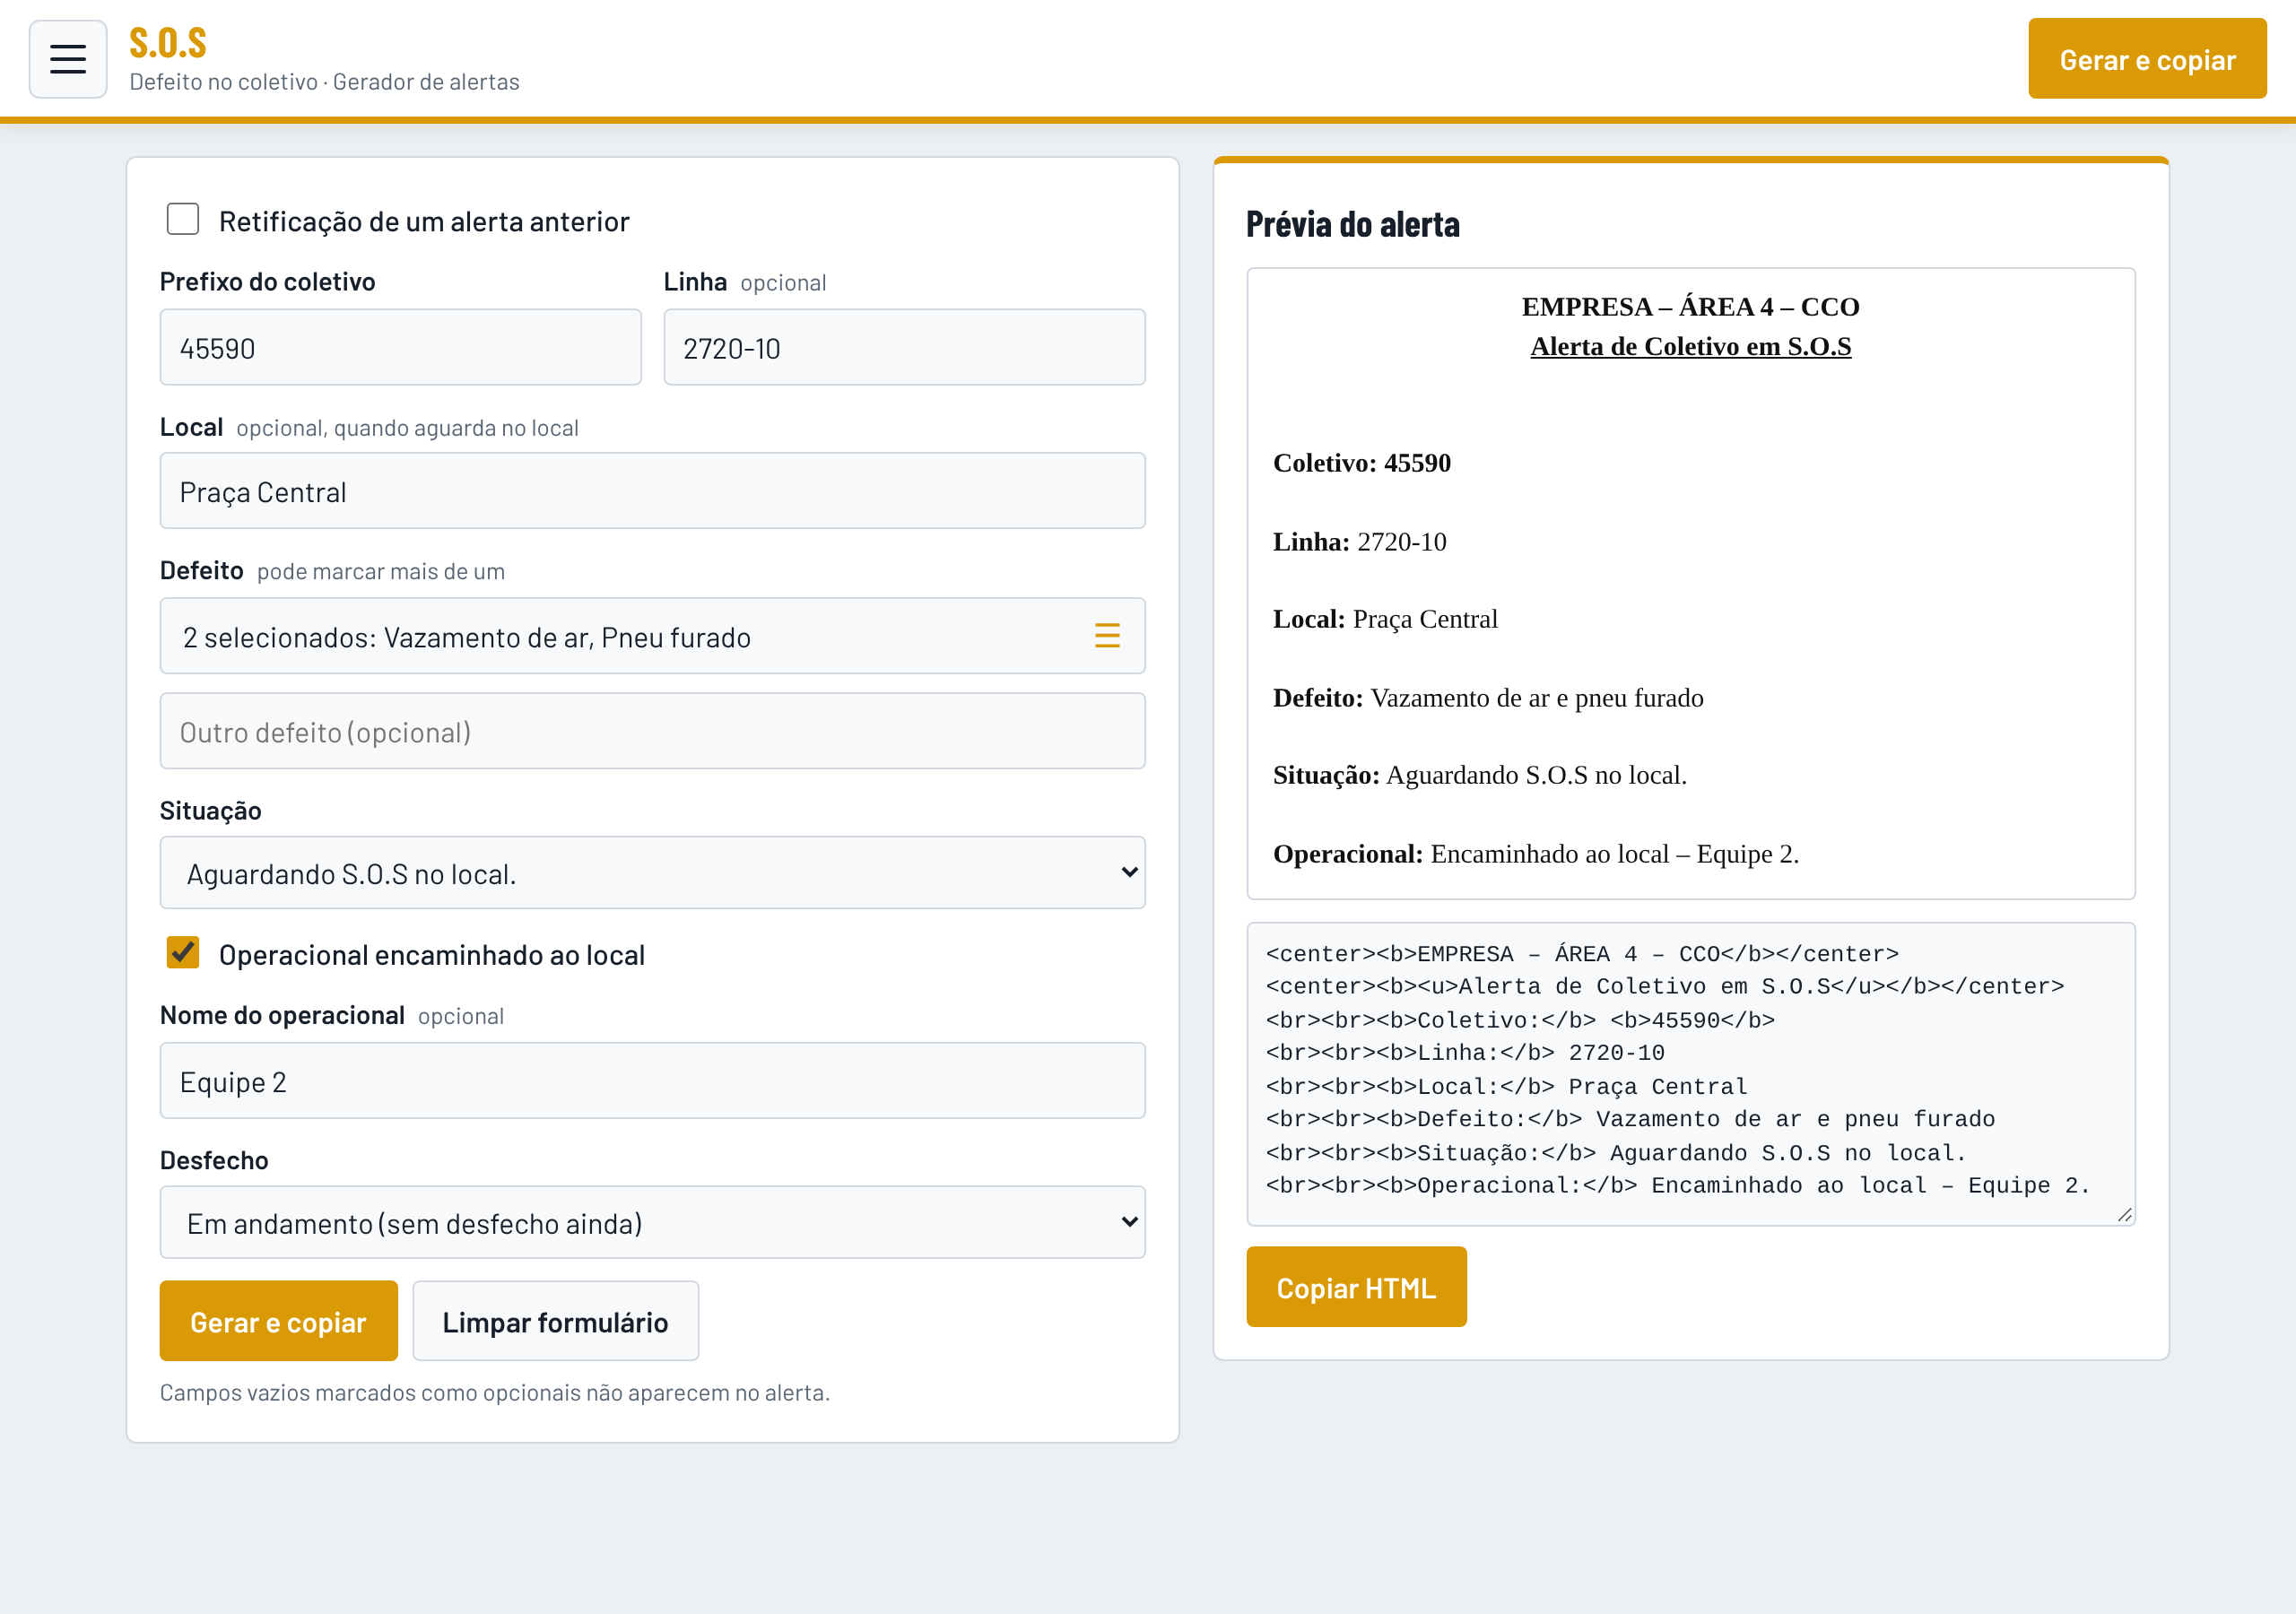 S.O.S
Defeito no coletivo · Gerador de alertas
Gerar e copiar
Retificação de um alerta anterior
Prefixo do coletivo
45590
Linha opcional
2720-10
Local opcional, quando aguarda no local
Praça Central
Defeito pode marcar mais de um
2 selecionados: Vazamento de ar, Pneu furado
Outro defeito (opcional)
Situação
Aguardando S.O.S no local.
Operacional encaminhado ao local
Nome do operacional opcional
Equipe 2
Desfecho
Em andamento (sem desfecho ainda)
Gerar e copiar
Limpar formulário
Campos vazios marcados como opcionais não aparecem no alerta.
Prévia do alerta
EMPRESA – ÁREA 4 – CCO
Alerta de Coletivo em S.O.S
Coletivo: 45590
Linha: 2720-10
Local: Praça Central
Defeito: Vazamento de ar e pneu furado
Situação: Aguardando S.O.S no local.
Operacional: Encaminhado ao local – Equipe 2.
<center><b>EMPRESA – ÁREA 4 – CCO</b></center>
<center><b><u>Alerta de Coletivo em S.O.S</u></b></center>
<br><br><b>Coletivo:</b> <b>45590</b>
<br><br><b>Linha:</b> 2720-10
<br><br><b>Local:</b> Praça Central
<br><br><b>Defeito:</b> Vazamento de ar e pneu furado
<br><br><b>Situação:</b> Aguardando S.O.S no local.
<br><br><b>Operacional:</b> Encaminhado ao local – Equipe 2.
Copiar HTML